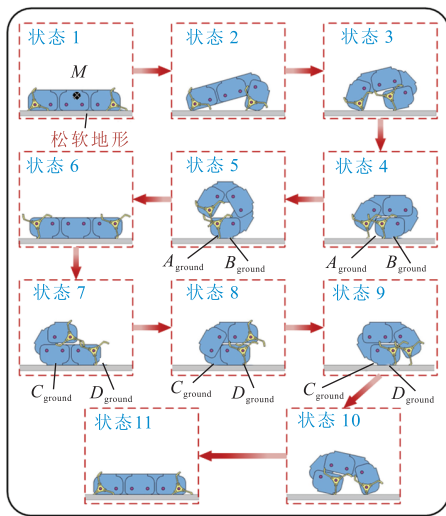 状态 1
状态 2
状态 3
M
松软地形
状态 6
状态 5
状态 4
A ground
B ground
A ground
B ground
状态 7
状态 8
状态 9
C ground
D ground
C ground
D ground
C ground
D ground
状态11
状态 10